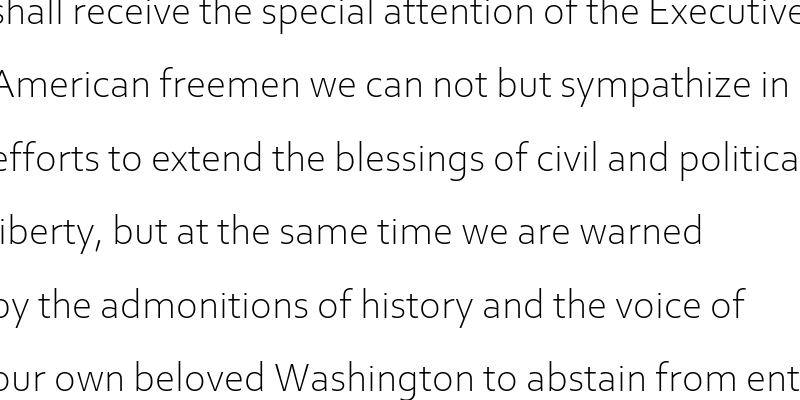 shall receive the special attention of the Executive
American freemen we can not but sympathize in
efforts to extend the blessings of civil and politica
liberty, but at the same time we are warned
by the admonitions of history and the voice of
our own beloved Washington to abstain from ent